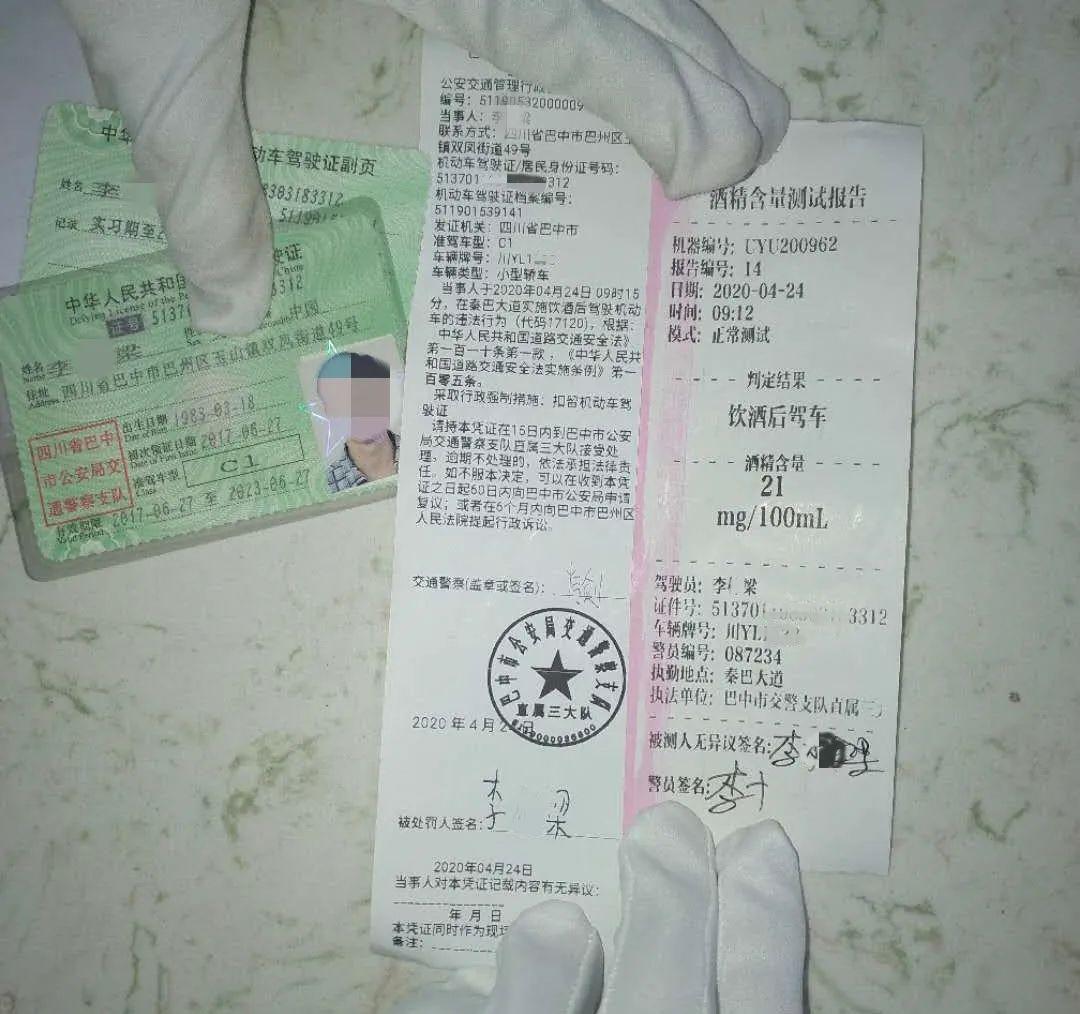 中华
动车驾驶证副页
姓名 李
8303183312
记录 实习期至2
驶证
中华人民共和国
证号 51370
3312
中国
姓名 李 梁
Name
住址 四川省巴中市巴州区玉山镇双凤街道49号
Address
出生日期 1983-03-18
Date of Birth
初次领证日期 2017-06-27
准驾车型 C1
Class
有效期限 2017-06-27 至 2023-06-27
Valid Period
四川省巴中
市公安局交
通警察支队
公安交通管理行政
编号:
当事人: 李 梁
联系方式: 四川省巴中市巴州区
镇双凤街道49号
机动车驾驶证/居民身份证号码:
513701 312
机动车驾驶证档案编号:
511901539141
发证机关: 四川省巴中市
准驾车型: C1
车辆牌号: 川YL1
车辆类型: 小型轿车
当事人于2020年04月24日 09时15
分, 在秦巴大道实施饮酒后驾驶机动
车的违法行为 (代码17120), 根据:
中华人民共和国道路交通安全法》
第一百一十条第一款,《中华人民共
和国道路交通安全法实施条例》第一
百零五条。
采取行政强制措施: 扣留机动车驾
驶证
请持本凭证在15日内到巴中市公安
局交通警察支队直属三大队接受处
理。逾期不处理的, 依法承担法律责
任。如不服本决定, 可以在收到本凭
证之日起60日内向巴中市公安局申请
复议; 或者在6个月内向巴中市巴州区
人民法院提起行政诉讼。
交通警察(盖章或签名):
巴中市公安局交通警察支队
直属三大队
2020 年 4月2 日
被处罚人签名: 李 梁
2020年04月24日
当事人对本凭证记载内容有无异议:
年 月 日
本凭证同时作为现场
备注:
酒精含量测试报告
机器编号: UYU200962
报告编号: 14
日期: 2020-04-24
时间: 09:12
模式: 正常测试
判定结果
饮酒后驾车
酒精含量
21
mg/100mL
驾驶员: 李 梁
证件号: 51370 3312
车辆牌号: 川YL
警员编号: 087234
执勤地点: 秦巴大道
执法单位: 巴中市交警支队直属三
被测人无异议签名: 李 梁
警员签名: 李